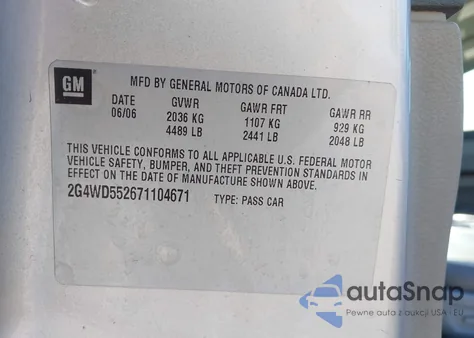 GM
MFD BY GENERAL MOTORS OF CANADA LTD.
DATE GVWR GAWR FRT GAWR RR
06/06 2036 KG 1107 KG 929 KG
4489 LB 2441 LB 2048 LB
THIS VEHICLE CONFORMS TO ALL APPLICABLE U.S. FEDERAL MOTOR
VEHICLE SAFETY, BUMPER, AND THEFT PREVENTION STANDARDS IN
EFFECT ON THE DATE OF MANUFACTURE SHOWN ABOVE.
2G4WD552671104671 TYPE: PASS CAR
autaSnap
Pewne auta z aukcji USA i EU